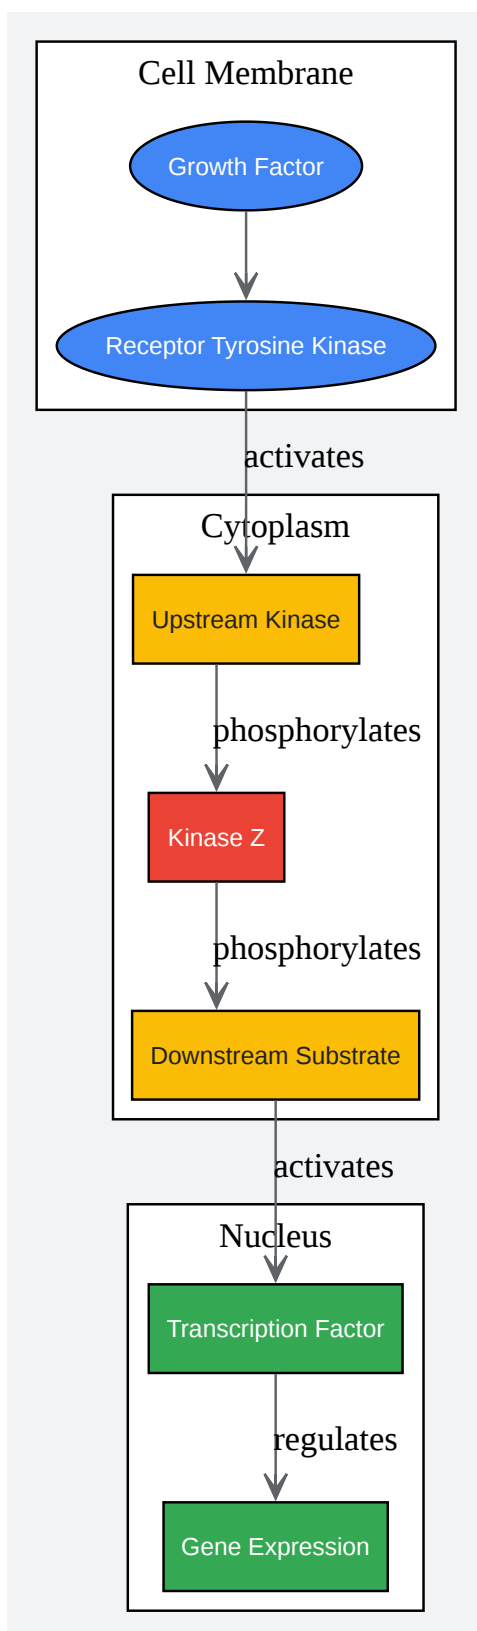 Cell Membrane
Growth Factor
Receptor Tyrosine Kinase
activates
Cytoplasm
Upstream Kinase
phosphorylates
Kinase Z
phosphorylates
Downstream Substrate
activates
Nucleus
Transcription Factor
regulates
Gene Expression